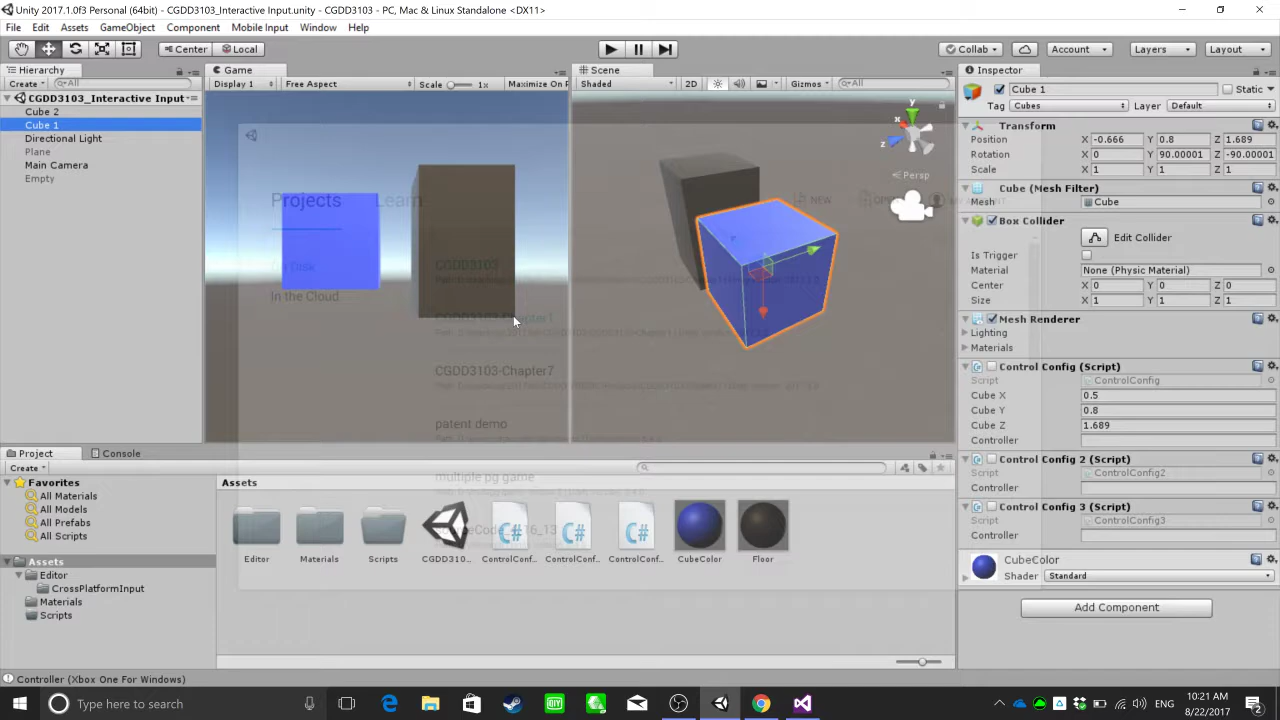 Unity 2017.1.0f3 Personal (64bit) - CGDD3103_Interactive Input.unity - CGDD3103 - PC, Mac & Linux Standalone <DX11>
File Edit Assets GameObject Component Mobile Input Window Help
Center Local Collab Account Layers Layout
Hierarchy Game Scene Inspector
Create All Display 1 Free Aspect Scale 1x Maximize On P Shaded 2D Gizmos All Cube 1 Static
CGDD3103_Interactive Input Tag Cubes Layer Default
Cube 2
Cube 1
Directional Light
Plane
Main Camera
Empty
y
x
z
Persp
Projects Learn NEW
On Disk
In the Cloud
CGDD3103
CGDD3103-Chapter1
CGDD3103-Chapter7
patent demo
multiple pg game
Transform
Position X -0.666 Y 0.8 Z 1.689
Rotation X 0 Y 90.00001 Z -90.00001
Scale X 1 Y 1 Z 1
Cube (Mesh Filter)
Mesh Cube
Box Collider
Edit Collider
Is Trigger
Material None (Physic Material)
Center X 0 Y 0 Z 0
Size X 1 Y 1 Z 1
Mesh Renderer
Lighting
Materials
Control Config (Script)
Script ControlConfig
Cube X 0.5
Cube Y 0.8
Cube Z 1.689
Controller
Control Config 2 (Script)
Script ControlConfig2
Controller
Control Config 3 (Script)
Script ControlConfig3
Controller
CubeColor
Shader Standard
Add Component
Project Console
Create
Favorites
All Materials
All Models
All Prefabs
All Scripts
Assets
Editor
CrossPlatformInput
Materials
Scripts
Assets
Editor Materials Scripts CGDD310... ControlConf... ControlConf... ControlConf... CubeColor Floor
Controller (Xbox One For Windows)
Type here to search
ENG
10:21 AM
8/22/2017